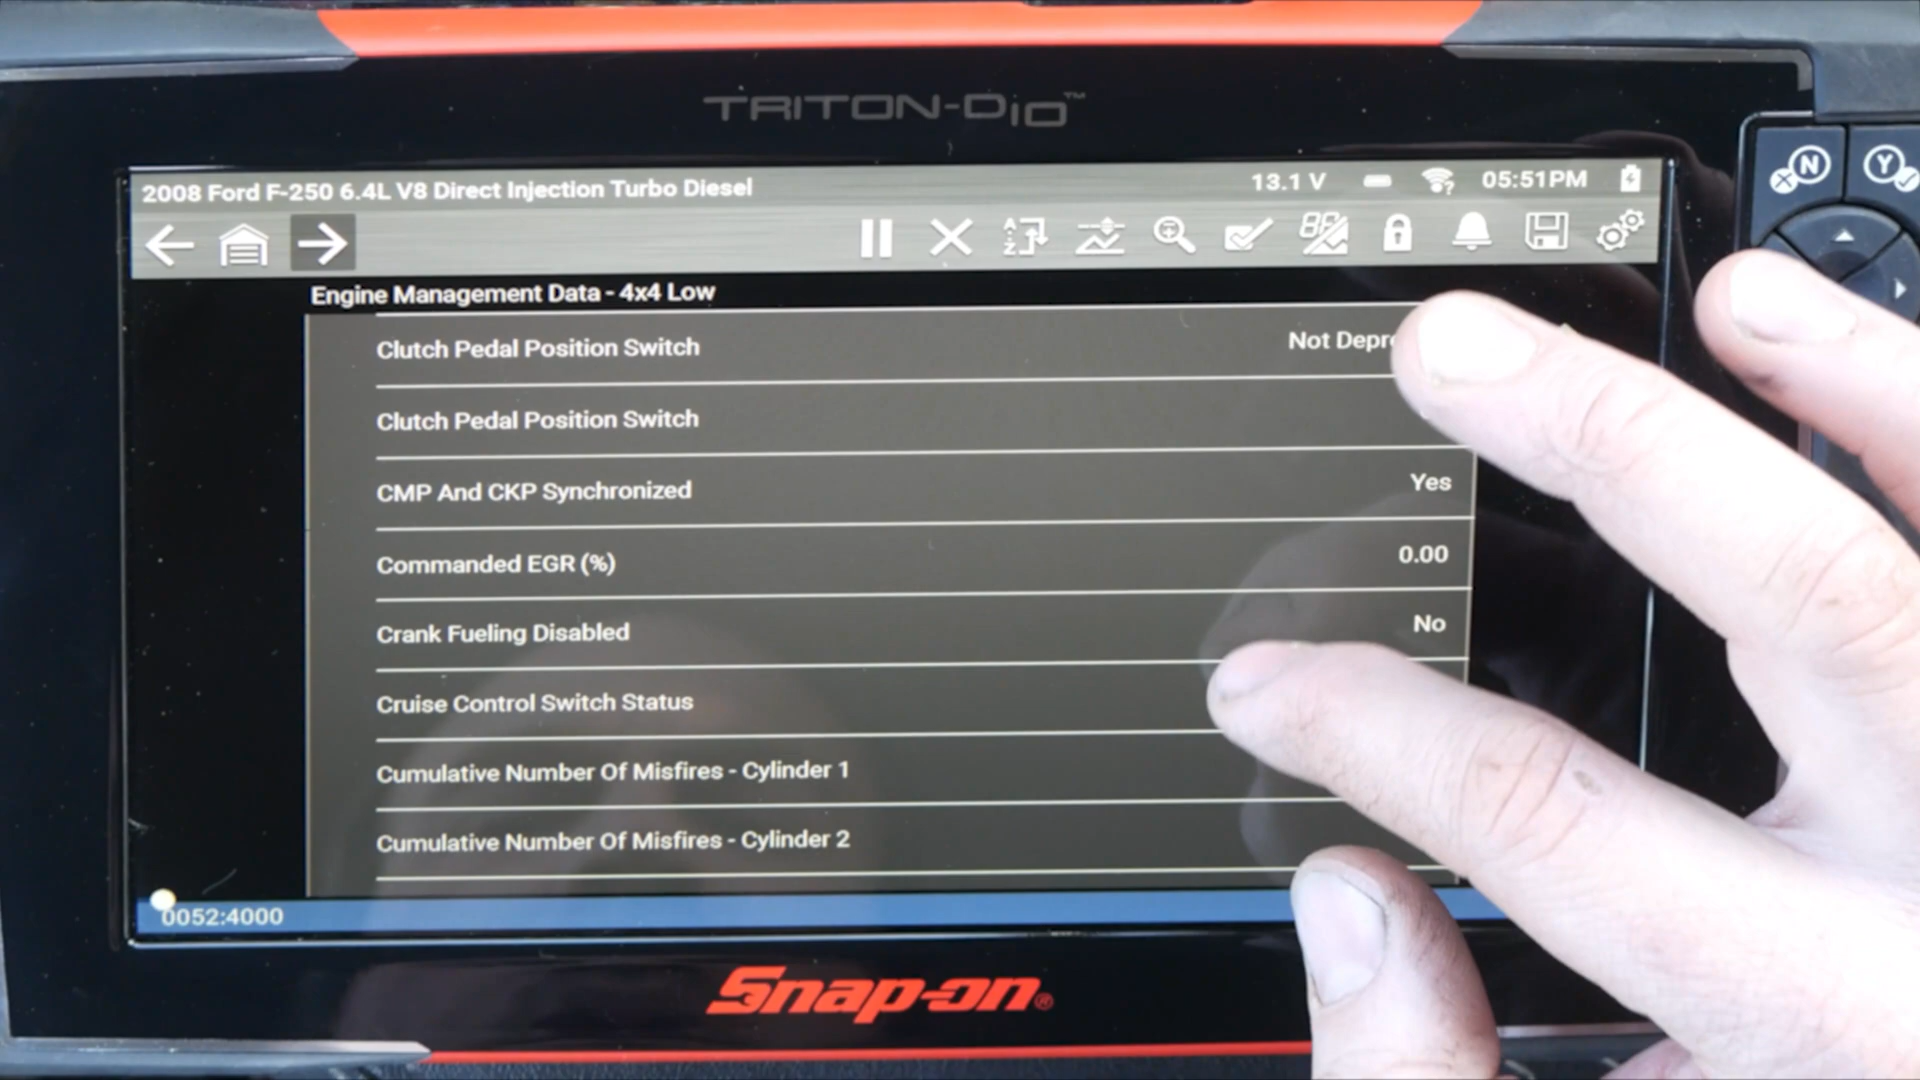 TRITON-D10™
2008 Ford F-250 6.4L V8 Direct Injection Turbo Diesel
13.1 V
05:51PM
N
Y
Engine Management Data - 4x4 Low
Clutch Pedal Position Switch
Not Depre
Clutch Pedal Position Switch
CMP And CKP Synchronized
Yes
Commanded EGR (%)
0.00
Crank Fueling Disabled
No
Cruise Control Switch Status
Cumulative Number Of Misfires - Cylinder 1
Cumulative Number Of Misfires - Cylinder 2
0052:4000
Snap-on®